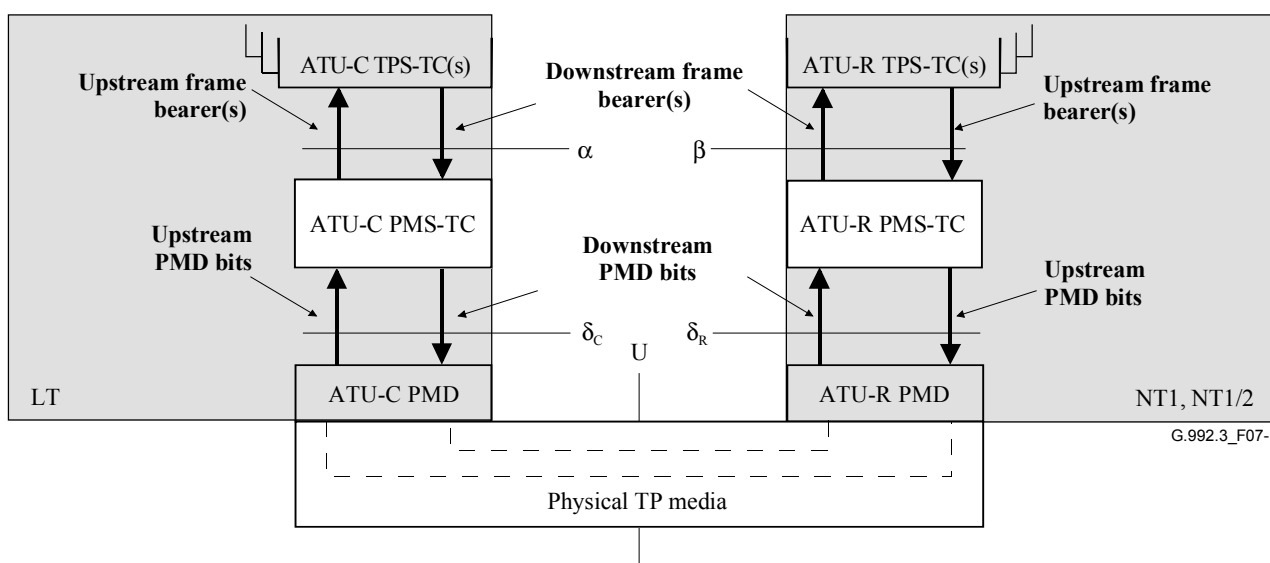 ATU-C TPS-TC(s)
ATU-R TPS-TC(s)
Upstream frame
bearer(s)
Downstream frame
bearer(s)
Upstream frame
bearer(s)
α
β
ATU-C PMS-TC
ATU-R PMS-TC
Upstream
PMD bits
Downstream
PMD bits
Upstream
PMD bits
δC
δR
U
LT
ATU-C PMD
ATU-R PMD
NT1, NT1/2
G.992.3_F07-
Physical TP media